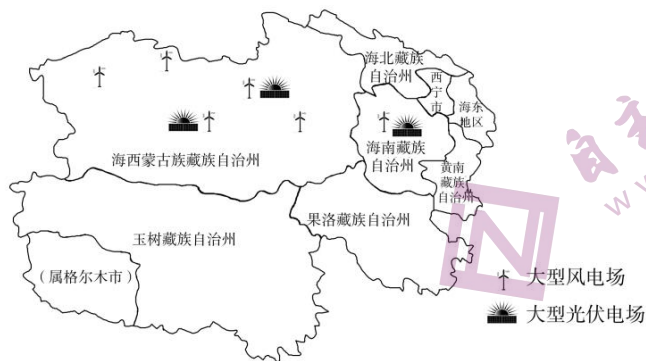 海北藏族
自治州
西
宁
市
海东
地区
海南藏族
自治州
黄南
藏族
自治州
海西蒙古族藏族自治州
玉树藏族自治州
果洛藏族自治州
(属格尔木市)
大型风电场
大型光伏电场